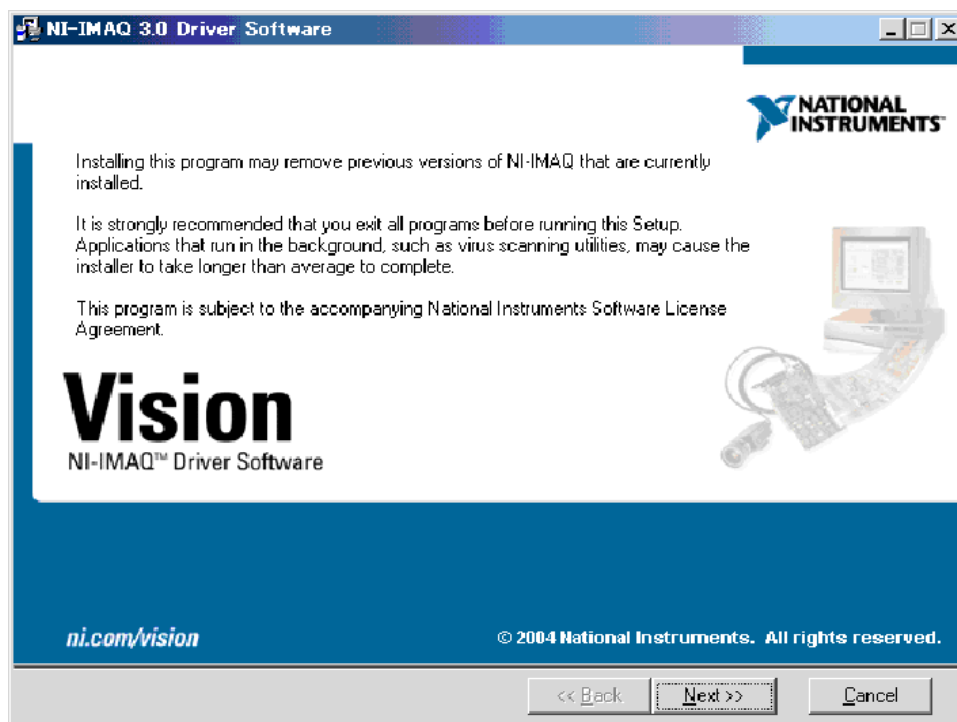 NI-IMAQ 3.0 Driver Software
NATIONAL
INSTRUMENTS™
Installing this program may remove previous versions of NI-IMAQ that are currently
installed.
It is strongly recommended that you exit all programs before running this Setup.
Applications that run in the background, such as virus scanning utilities, may cause the
installer to take longer than average to complete.
This program is subject to the accompanying National Instruments Software License
Agreement.
Vision
NI-IMAQ™ Driver Software
ni.com/vision
© 2004 National Instruments. All rights reserved.
<< Back
Next >>
Cancel